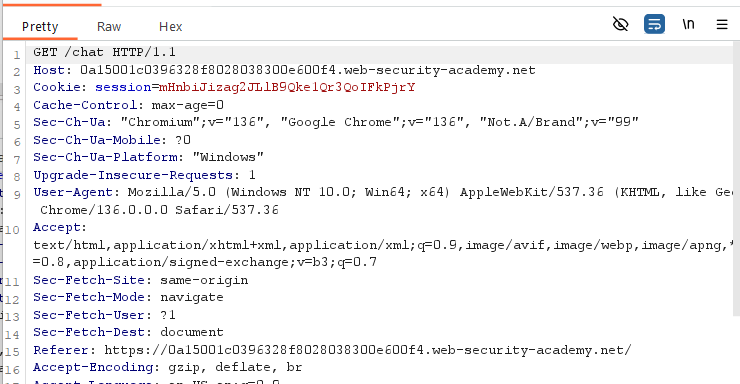 Pretty Raw Hex \n
1 GET /chat HTTP/1.1
2 Host: 0a15001c0396328f8028038300e600f4.web-security-academy.net
3 Cookie: session=mHnbiJizag2JLlB9Qke1Qr3QoIFkPjrY
4 Cache-Control: max-age=0
5 Sec-Ch-Ua: "Chromium";v="136", "Google Chrome";v="136", "Not.A/Brand";v="99"
6 Sec-Ch-Ua-Mobile: ?0
7 Sec-Ch-Ua-Platform: "Windows"
8 Upgrade-Insecure-Requests: 1
9 User-Agent: Mozilla/5.0 (Windows NT 10.0; Win64; x64) AppleWebKit/537.36 (KHTML, like Gec
Chrome/136.0.0.0 Safari/537.36
10 Accept:
text/html,application/xhtml+xml,application/xml;q=0.9,image/avif,image/webp,image/apng,*
=0.8,application/signed-exchange;v=b3;q=0.7
11 Sec-Fetch-Site: same-origin
12 Sec-Fetch-Mode: navigate
13 Sec-Fetch-User: ?1
14 Sec-Fetch-Dest: document
15 Referer: https://0a15001c0396328f8028038300e600f4.web-security-academy.net/
16 Accept-Encoding: gzip, deflate, br